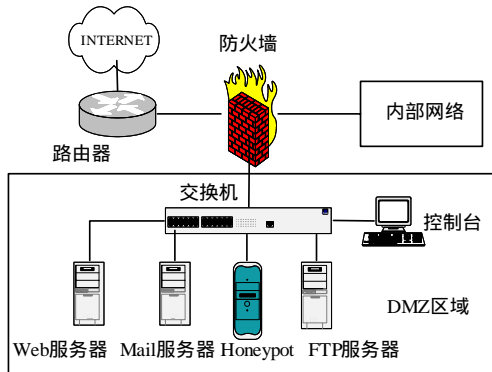 INTERNET
防火墙
内部网络
路由器
交换机
控制台
DMZ区域
Web服务器 Mail服务器 Honeypot FTP服务器